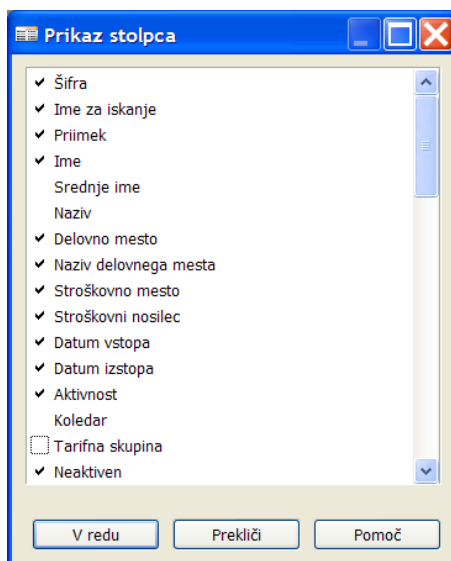 Prikaz stolpca
Šifra
Ime za iskanje
Priimek
Ime
Srednje ime
Naziv
Delovno mesto
Naziv delovnega mesta
Stroškovno mesto
Stroškovni nosilec
Datum vstopa
Datum izstopa
Aktivnost
Koledar
Tarifna skupina
Neaktiven
V redu Prekliči Pomoč